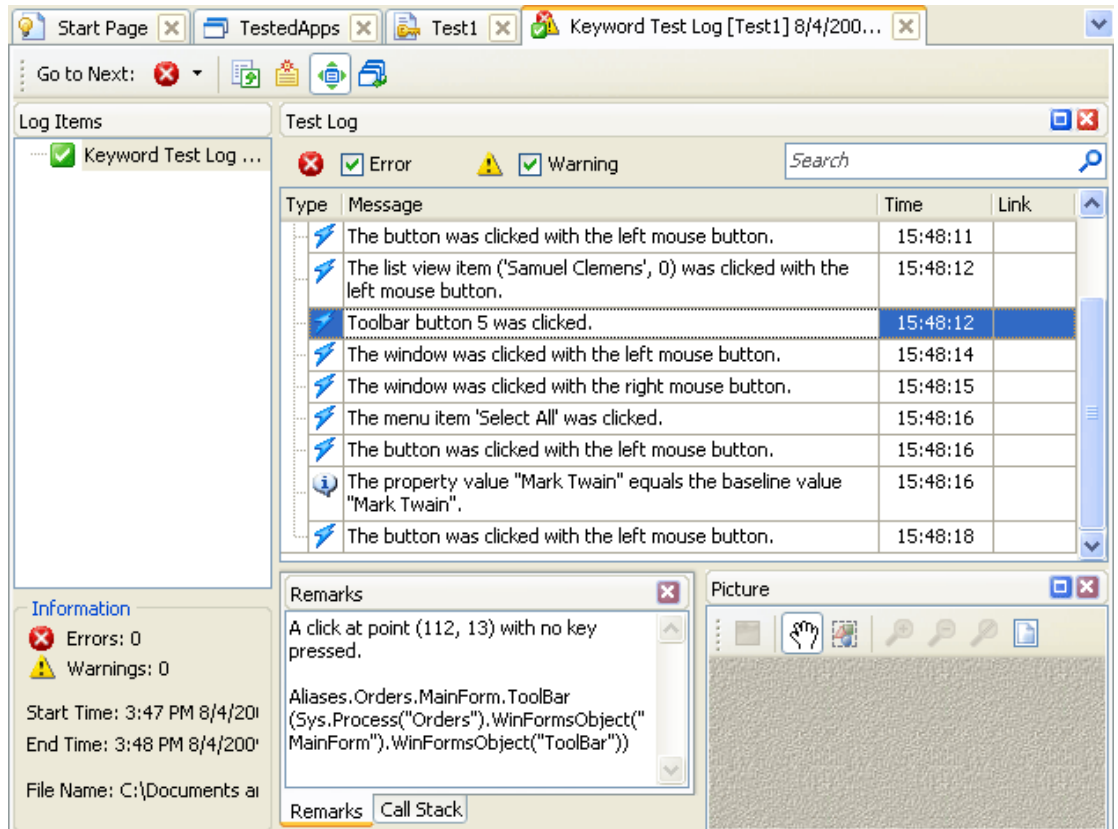 Start Page TestedApps Test1 Keyword Test Log [Test1] 8/4/200...
Go to Next:
Log Items
Keyword Test Log ...
Test Log
Error Warning Search
Type Message Time Link
The button was clicked with the left mouse button. 15:48:11
The list view item ('Samuel Clemens', 0) was clicked with the 15:48:12
left mouse button.
Toolbar button 5 was clicked. 15:48:12
The window was clicked with the left mouse button. 15:48:14
The window was clicked with the right mouse button. 15:48:15
The menu item 'Select All' was clicked. 15:48:16
The button was clicked with the left mouse button. 15:48:16
The property value "Mark Twain" equals the baseline value 15:48:16
"Mark Twain".
The button was clicked with the left mouse button. 15:48:18
Information
Errors: 0
Warnings: 0
Start Time: 3:47 PM 8/4/20
End Time: 3:48 PM 8/4/200
File Name: C:\Documents a
Remarks
A click at point (112, 13) with no key
pressed.
Aliases.Orders.MainForm.ToolBar
(Sys.Process("Orders").WinFormsObject("
MainForm").WinFormsObject("ToolBar"))
Remarks Call Stack
Picture